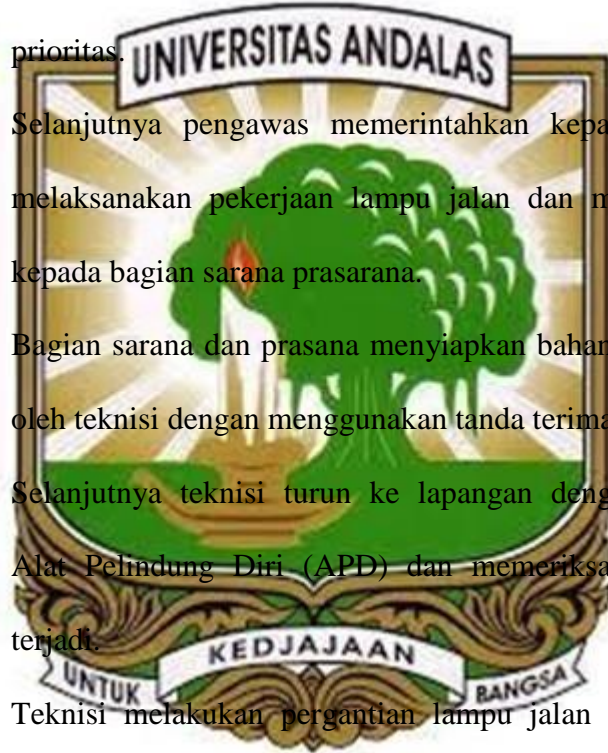 prioritas.
UNIVERSITAS ANDALAS
Selanjutnya pengawas memerintahkan kepa
melaksanakan pekerjaan lampu jalan dan m
kepada bagian sarana prasarana.
Bagian sarana dan prasana menyiapkan bahan
oleh teknisi dengan menggunakan tanda terima
Selanjutnya teknisi turun ke lapangan deng
Alat Pelindung Diri (APD) dan memeriksa
terjadi.
KEDJAJAAN
UNTUK
BANGSA
Teknisi melakukan pergantian lampu jalan